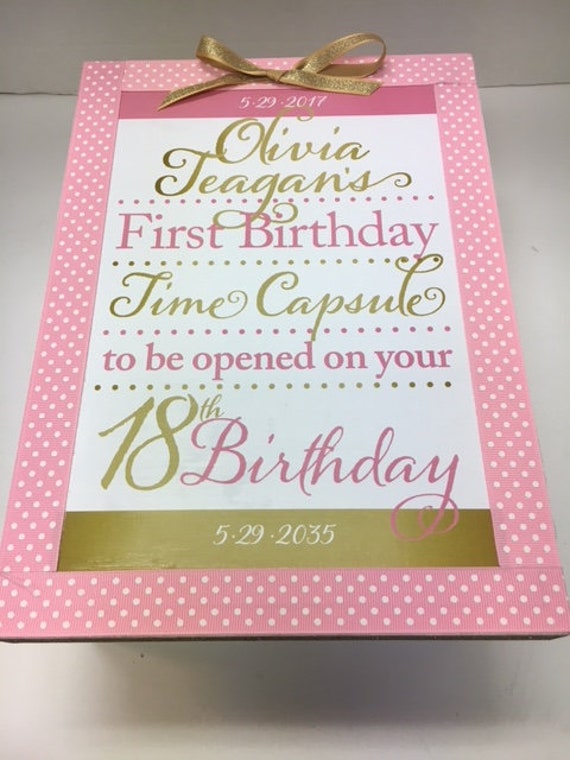 5·29·2017
Olivia
Teagan's
First Birthday
Time Capsule
to be opened on your
18th Birthday
5·29·2035